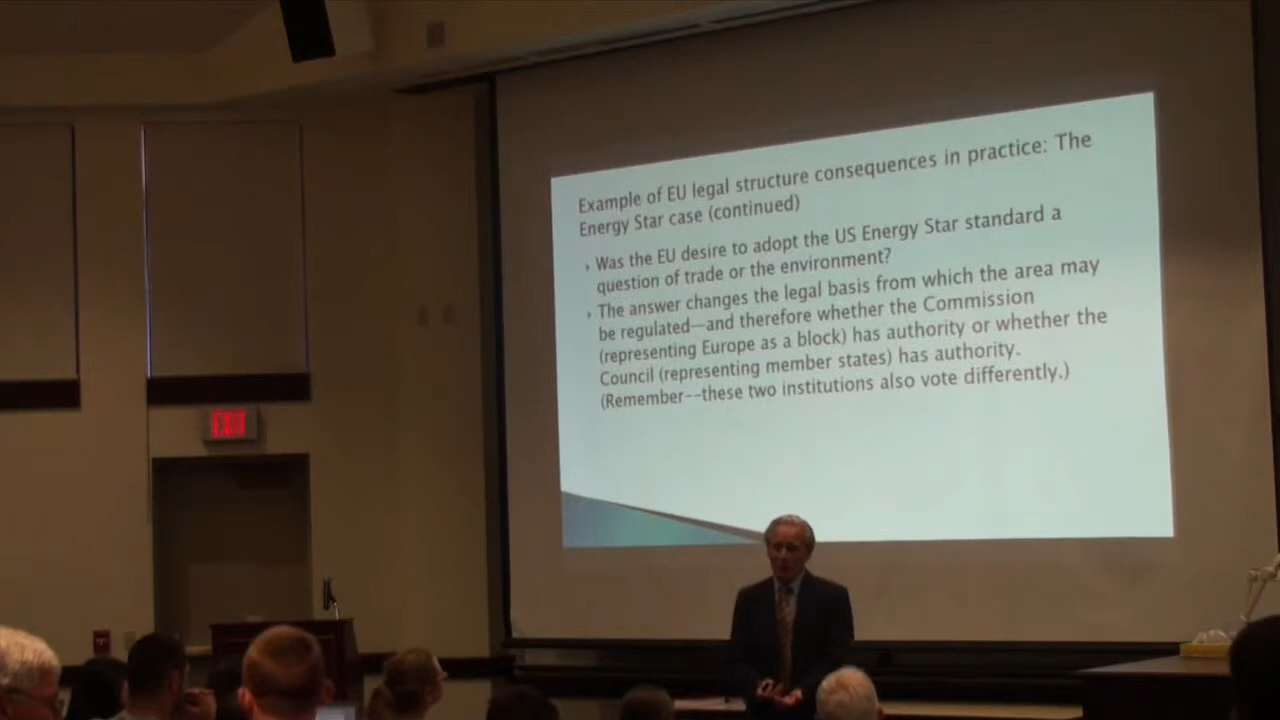 Example of EU legal structure consequences in practice: The
Energy Star case (continued)
Was the EU desire to adopt the US Energy Star standard a
question of trade or the environment?
The answer changes the legal basis from which the area may
be regulated—and therefore whether the Commission
(representing Europe as a block) has authority or whether the
Council (representing member states) has authority.
(Remember--these two institutions also vote differently.)
EXIT